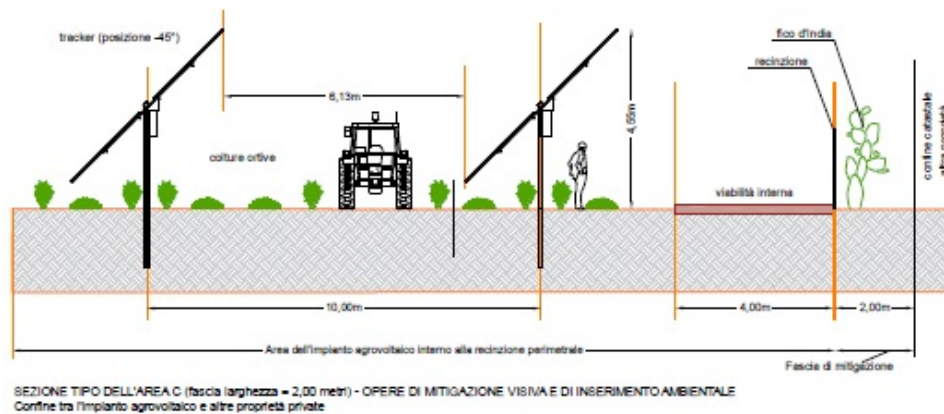 tracker (posizione -45°)
fico d'india
recinzione
6,13m
4,55m
colture ortive
viabilità interna
confine catastale
altre proprietà
10,00m
4,00m
2,00m
Area dell'impianto agrovoltaico interno alla recinzione perimetrale
Fascia di mitigazione
SEZIONE TIPO DELL'AREA C (fascia larghezza = 2,00 metri) - OPERE DI MITIGAZIONE VISIVA E DI INSERIMENTO AMBIENTALE
Confine tra l'impianto agrovoltaico e altre proprietà private